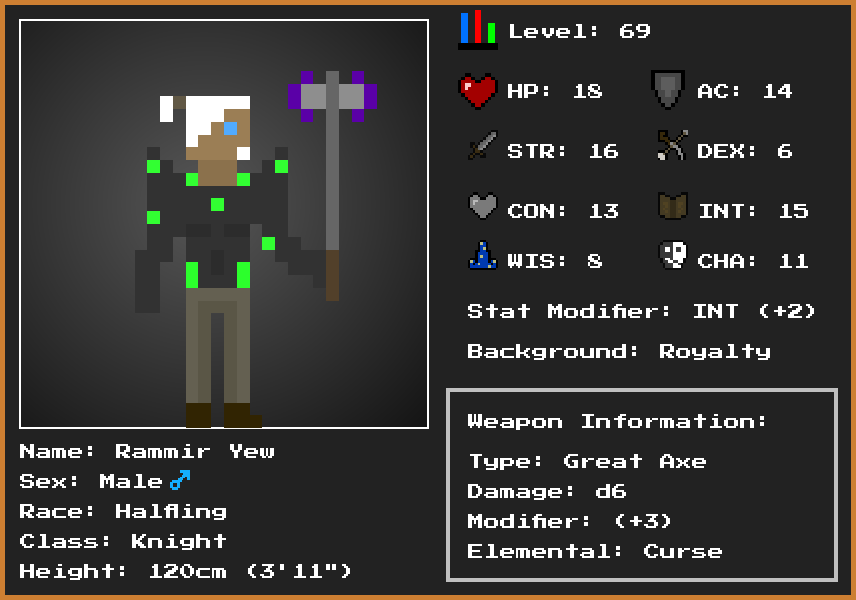 Level: 69
HP: 18 AC: 14
STR: 16 DEX: 6
CON: 13 INT: 15
WIS: 8 CHA: 11
Stat Modifier: INT (+2)
Background: Royalty
Weapon Information:
Type: Great Axe
Damage: d6
Modifier: (+3)
Elemental: Curse
Name: Rammir Yew
Sex: Male ♂
Race: Halfling
Class: Knight
Height: 120cm (3'11")